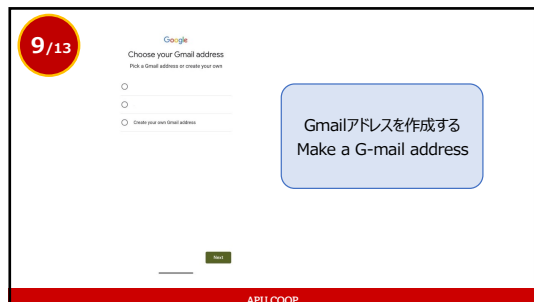 9/13
Google
Choose your Gmail address
Pick a Gmail address or create your own
Create your own Gmail address
Next
Gmailアドレスを作成する
Make a G-mail address
APU COOP